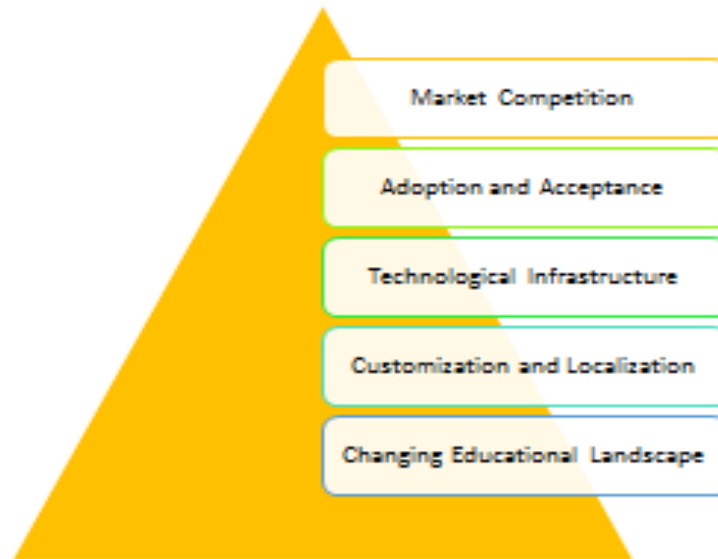 Market Competition
Adoption and Acceptance
Technological Infrastructure
Customization and Localization
Changing Educational Landscape